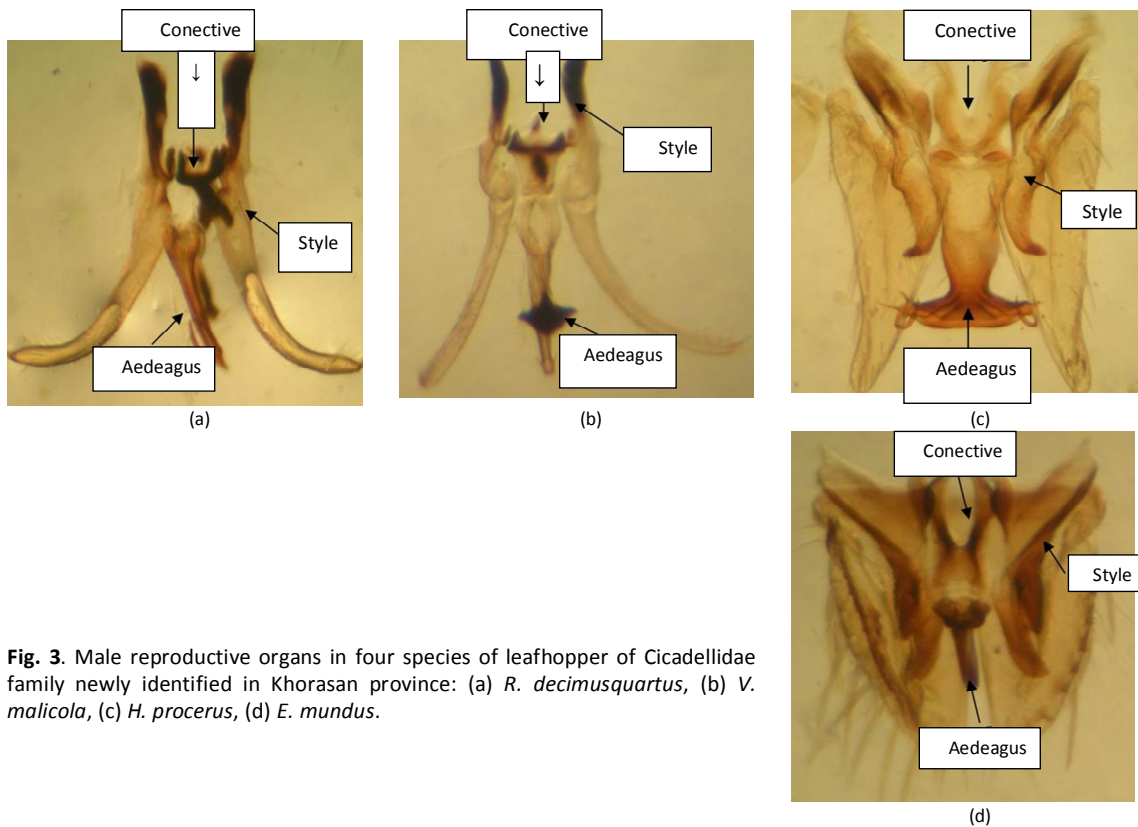 Conective
↓
Style
Aedeagus
(a)
Conective
↓
Style
Aedeagus
(b)
Conective
Style
Aedeagus
(c)
Conective
Style
Aedeagus
(d)
Fig. 3. Male reproductive organs in four species of leafhopper of Cicadellidae
family newly identified in Khorasan province: (a) R. decimusquartus, (b) V.
malicola, (c) H. procerus, (d) E. mundus.